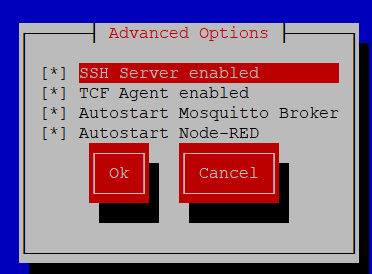 Advanced Options
[*] SSH Server enabled
[*] TCF Agent enabled
[*] Autostart Mosquitto Broker
[*] Autostart Node-RED
Ok Cancel